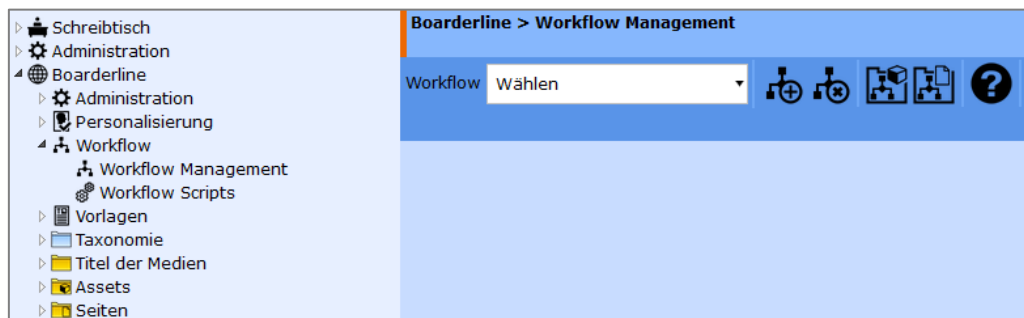 Schreibtisch
Administration
Boarderline
Administration
Personalisierung
Workflow
Workflow Management
Workflow Scripts
Vorlagen
Taxonomie
Titel der Medien
Assets
Seiten
Boarderline > Workflow Management
Workflow Wählen
?